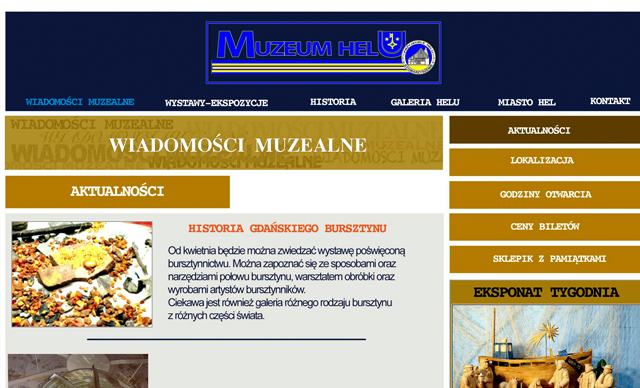 MUZEUM HELU
WIADOMOŚCI MUZEALNE
WYSTAWY-EKSPOZYCJE
HISTORIA
GALERIA HELU
MIASTO HEL
KONTAKT
WIADOMOŚCI MUZEALNE
AKTUALNOŚCI
HISTORIA GDAŃSKIEGO BURSZTYNU
Od kwietnia będzie można zwiedzać wystawę poświęconą
bursztynnictwu. Można zapoznać się ze sposobami oraz
narzędziami połowu bursztynu, warsztatem obróbki oraz
wyrobami artystów bursztynników.
Ciekawa jest również galeria różnego rodzaju bursztynu
z różnych części świata.
AKTUALNOŚCI
LOKALIZACJA
GODZINY OTWARCIA
CENY BILETÓW
SKLEPIK Z PAMIĄTKAMI
EKSPONAT TYGODNIA